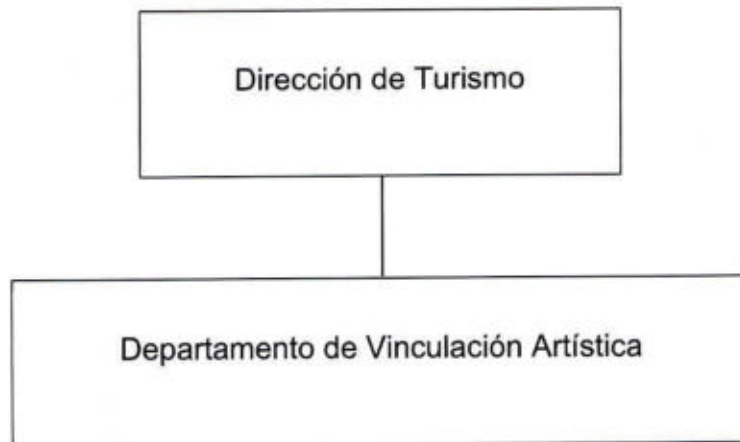 Dirección de Turismo
Departamento de Vinculación Artística